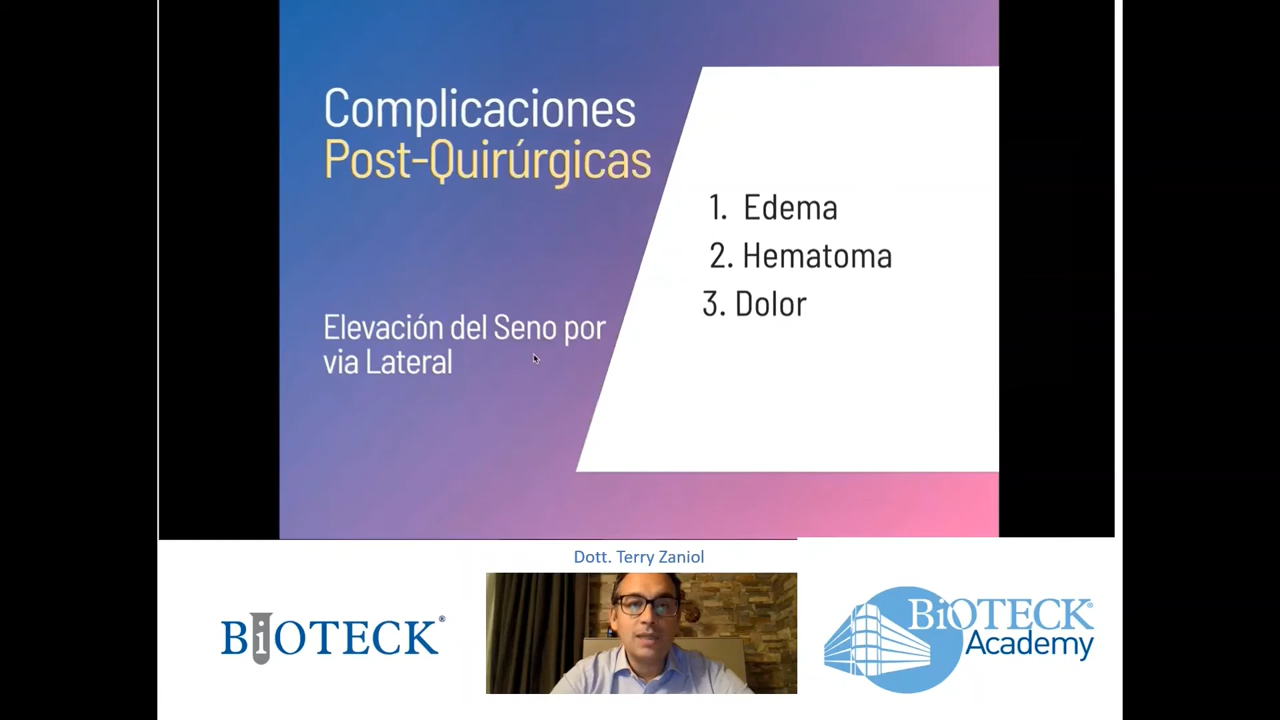 Complicaciones
Post-Quirúrgicas
Elevación del Seno por
via Lateral
1. Edema
2. Hematoma
3. Dolor
Dott. Terry Zaniol
BiOTECK®
BiOTECK®
Academy